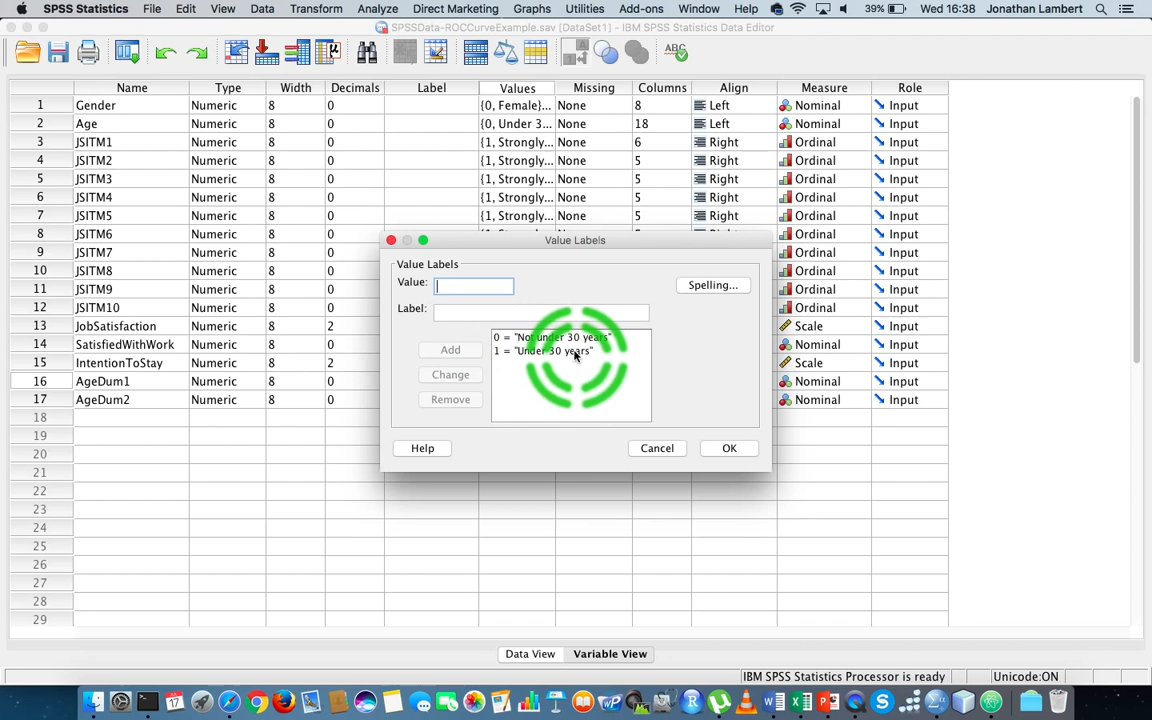 SPSS Statistics File Edit View Data Transform Analyze Direct Marketing Graphs Utilities Add-ons Window Help 39% Wed 16:38 Jonathan Lambert
SPSSData-ROCCurveExample.sav [DataSet1] - IBM SPSS Statistics Data Editor
Name Type Width Decimals Label Values Missing Columns Align Measure Role
1 Gender Numeric 8 0 {0, Female}... None 8 Left Nominal Input
2 Age Numeric 8 0 {0, Under 3... None 18 Left Nominal Input
3 JSITM1 Numeric 8 0 {1, Strongly... None 6 Right Ordinal Input
4 JSITM2 Numeric 8 0 {1, Strongly... None 5 Right Ordinal Input
5 JSITM3 Numeric 8 0 {1, Strongly... None 5 Right Ordinal Input
6 JSITM4 Numeric 8 0 {1, Strongly... None 5 Right Ordinal Input
7 JSITM5 Numeric 8 0 {1, Strongly... None 5 Right Ordinal Input
8 JSITM6 Numeric 8 0 Ordinal Input
9 JSITM7 Numeric 8 0 Ordinal Input
10 JSITM8 Numeric 8 0 Ordinal Input
11 JSITM9 Numeric 8 0 Ordinal Input
12 JSITM10 Numeric 8 0 Ordinal Input
13 JobSatisfaction Numeric 8 2 Scale Input
14 SatisfiedWithWork Numeric 8 0 Nominal Input
15 IntentionToStay Numeric 8 2 Scale Input
16 AgeDum1 Numeric 8 0 Nominal Input
17 AgeDum2 Numeric 8 0 Nominal Input
18
19
20
21
22
23
24
25
26
27
28
29
Value Labels
Value Labels
Value: Spelling...
Label:
0 = "Not under 30 years"
1 = "Under 30 years"
Add
Change
Remove
Help Cancel OK
Data View Variable View
IBM SPSS Statistics Processor is ready Unicode:ON